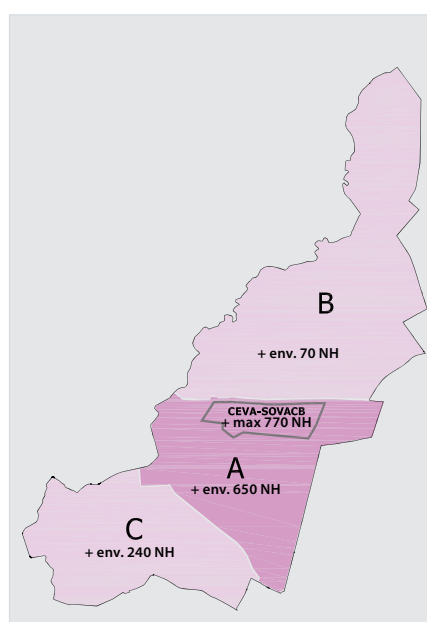 B
+ env. 70 NH
CEVA-SOVACB
+ max 770 NH
A
+ env. 650 NH
C
+ env. 240 NH